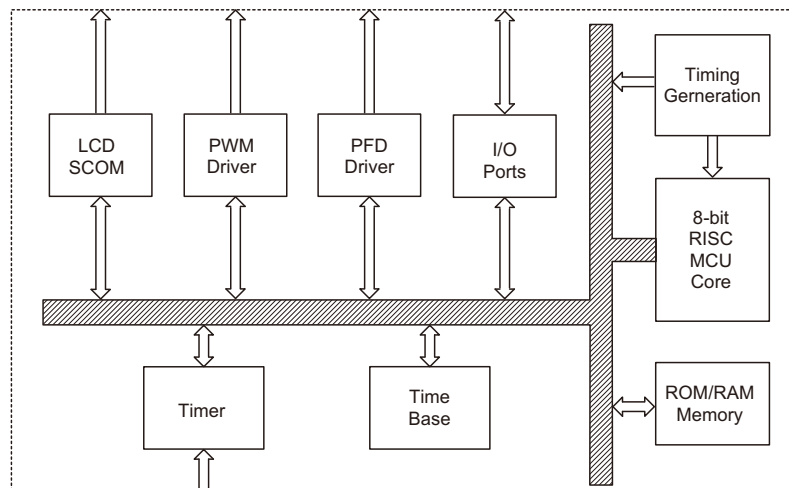 Timing
Gerneration
LCD
SCOM
PWM
Driver
PFD
Driver
I/O
Ports
8-bit
RISC
MCU
Core
Timer
Time
Base
ROM/RAM
Memory